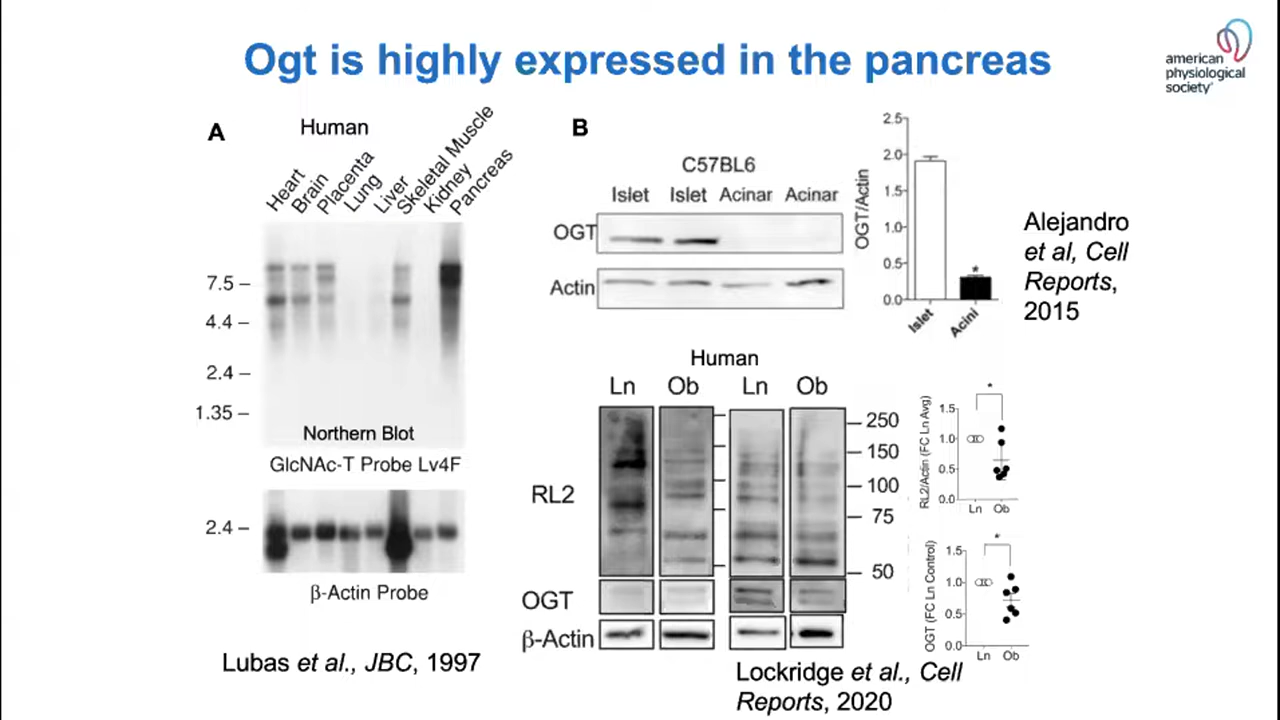 Ogt is highly expressed in the pancreas
american
physiological
society
A
Human
Heart
Brain
Placenta
Lung
Liver
Skeletal Muscle
Kidney
Pancreas
7.5
4.4
2.4
1.35
Northern Blot
GlcNAc-T Probe Lv4F
2.4
β-Actin Probe
Lubas et al., JBC, 1997
B
C57BL6
Islet Islet Acinar Acinar
OGT
Actin
OGT/Actin
2.5
2.0
1.5
1.0
0.5
0.0
*
Islet
Acini
Alejandro
et al, Cell
Reports,
2015
Human
Ln Ob Ln Ob
RL2
OGT
β-Actin
250
150
100
75
50
RL2/Actin (FC Ln Avg)
1.5
1.0
0.5
0.0
*
Ln Ob
OGT (FC Ln Control)
1.5
1.0
0.5
0.0
*
Ln Ob
Lockridge et al., Cell
Reports, 2020